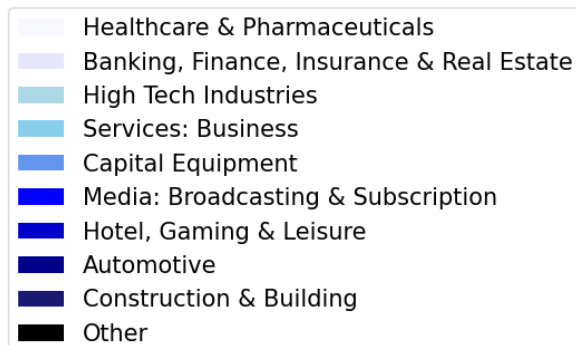 Healthcare & Pharmaceuticals
Banking, Finance, Insurance & Real Estate
High Tech Industries
Services: Business
Capital Equipment
Media: Broadcasting & Subscription
Hotel, Gaming & Leisure
Automotive
Construction & Building
Other